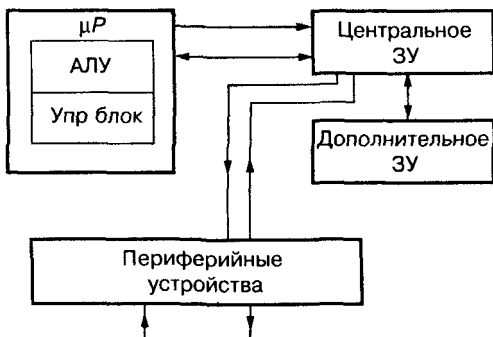 μP
АЛУ
Упр блок
Центральное
ЗУ
Дополнительное
ЗУ
Периферийные
устройства